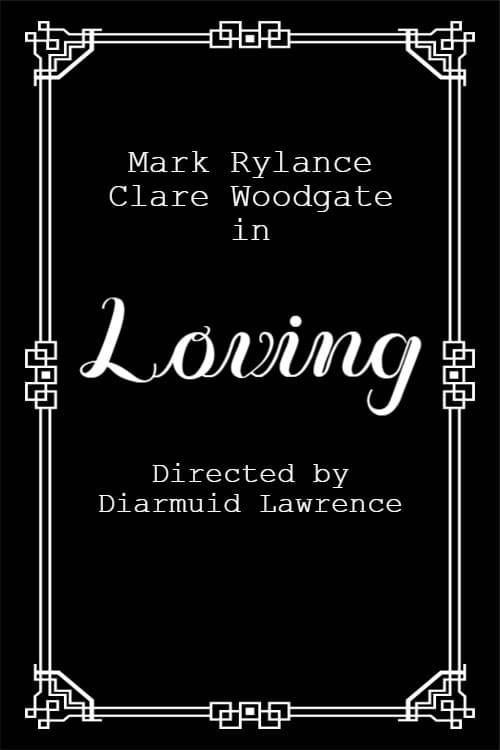 Mark Rylance
Clare Woodgate
in
Loving
Directed by
Diarmuid Lawrence